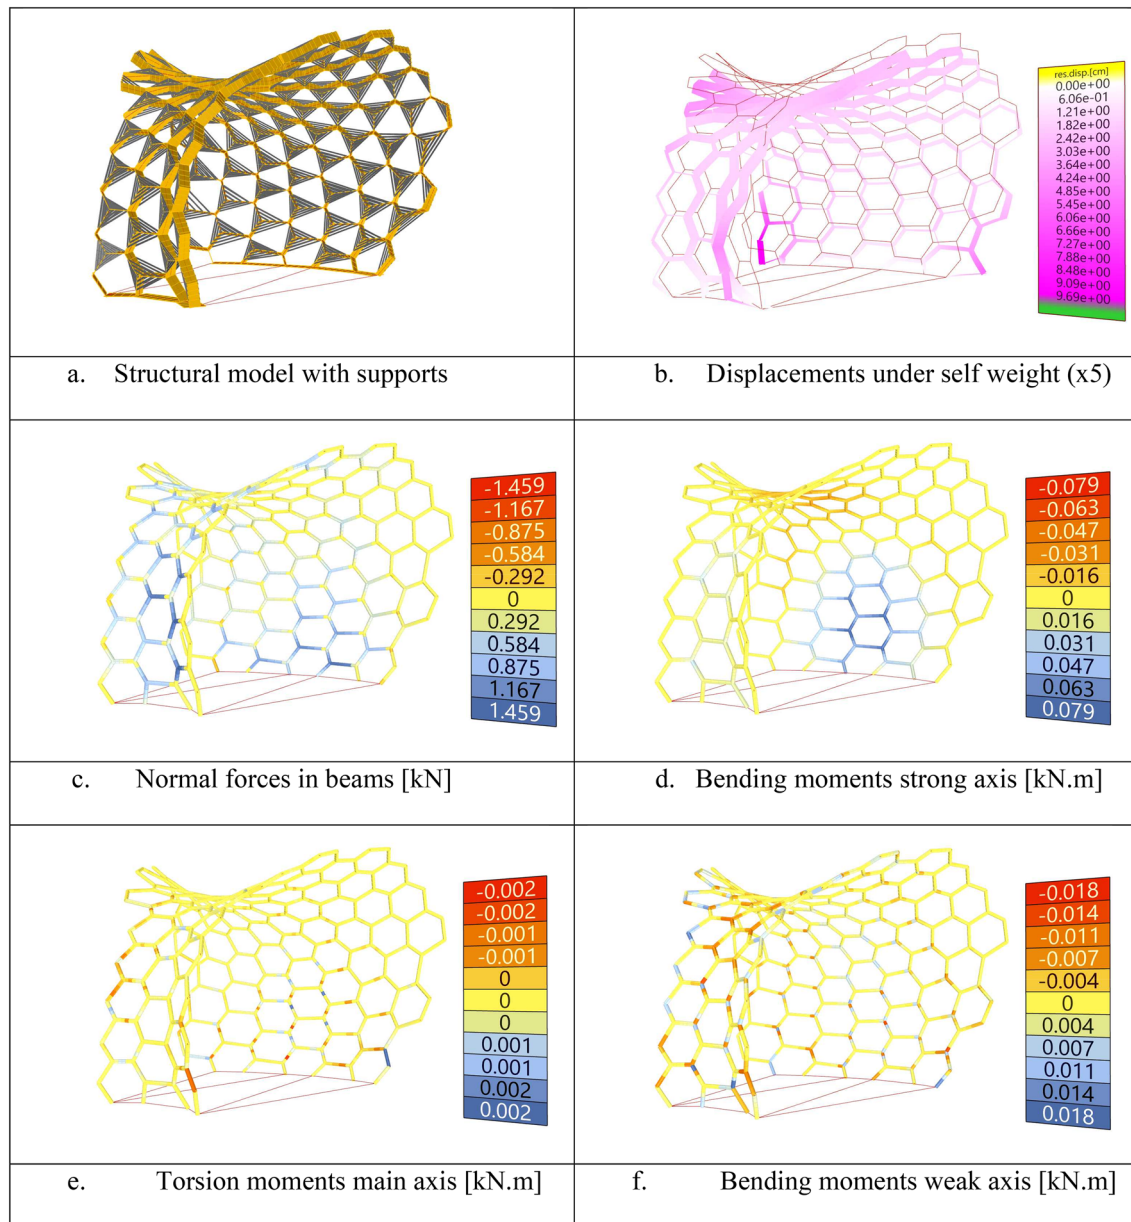 res.disp.[cm]
0.00e+00
6.06e-01
1.21e+00
1.82e+00
2.42e+00
3.03e+00
3.64e+00
4.24e+00
4.85e+00
5.45e+00
6.06e+00
6.66e+00
7.27e+00
7.88e+00
8.48e+00
9.09e+00
9.69e+00
a. Structural model with supports
b. Displacements under self weight (x5)
-1.459
-1.167
-0.875
-0.584
-0.292
0
0.292
0.584
0.875
1.167
1.459
-0.079
-0.063
-0.047
-0.031
-0.016
0
0.016
0.031
0.047
0.063
0.079
c. Normal forces in beams [kN]
d. Bending moments strong axis [kN.m]
-0.002
-0.002
-0.001
-0.001
0
0
0
0.001
0.001
0.002
0.002
-0.018
-0.014
-0.011
-0.007
-0.004
0
0.004
0.007
0.011
0.014
0.018
e. Torsion moments main axis [kN.m]
f. Bending moments weak axis [kN.m]